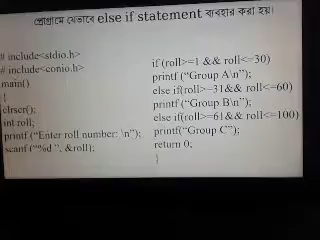 প্রোগ্রামে যেভাবে else if statement ব্যবহার করা হয়।
# include<stdio.h>
# include<conio.h>
main()
{
clrscr();
int roll;
printf (“Enter roll number: \n”);
scanf (“%d ”, &roll);
if (roll>=1 && roll<=30)
printf (“Group A\n”);
else if(roll>=31&& roll<=60)
printf (“Group B\n”);
else if(roll>=61&& roll<=100)
printf(“Group C”);
return 0;
}